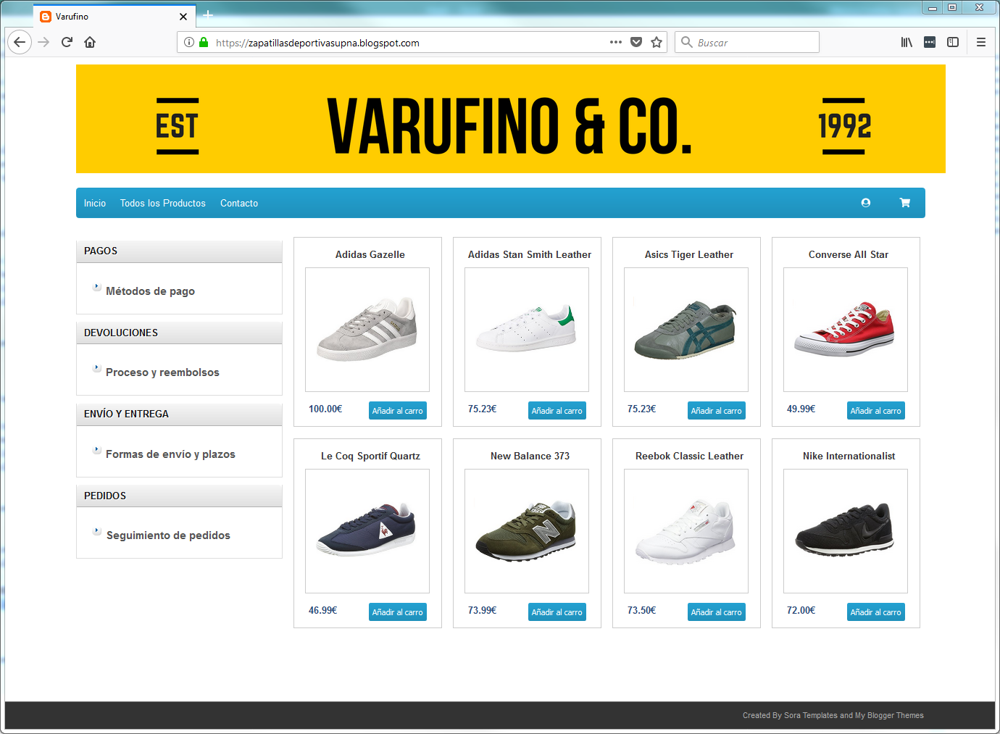 Varufino
https://zapatillasdeportivasupna.blogspot.com
Buscar
EST
VARUFINO & CO.
1992
Inicio Todos los Productos Contacto
PAGOS
Métodos de pago
DEVOLUCIONES
Proceso y reembolsos
ENVÍO Y ENTREGA
Formas de envío y plazos
PEDIDOS
Seguimiento de pedidos
Adidas Gazelle
100.00€ Añadir al carro
Adidas Stan Smith Leather
75.23€ Añadir al carro
Asics Tiger Leather
75.23€ Añadir al carro
Converse All Star
49.99€ Añadir al carro
Le Coq Sportif Quartz
46.99€ Añadir al carro
New Balance 373
73.99€ Añadir al carro
Reebok Classic Leather
73.50€ Añadir al carro
Nike Internationalist
72.00€ Añadir al carro
Created By Sora Templates and My Blogger Themes